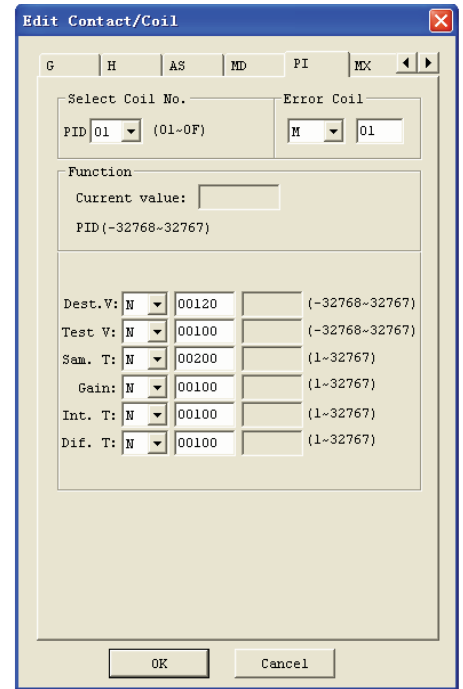 Edit Contact/Coil
G H AS MD PI MX
Select Coil No. Error Coil
PID 01 (01~0F) M 01
Function
Current value:
PID(-32768~32767)
Dest.V: N 00120 (-32768~32767)
Test V: N 00100 (-32768~32767)
Sam. T: N 00200 (1~32767)
Gain: N 00100 (1~32767)
Int. T: N 00100 (1~32767)
Dif. T: N 00100 (1~32767)
OK Cancel